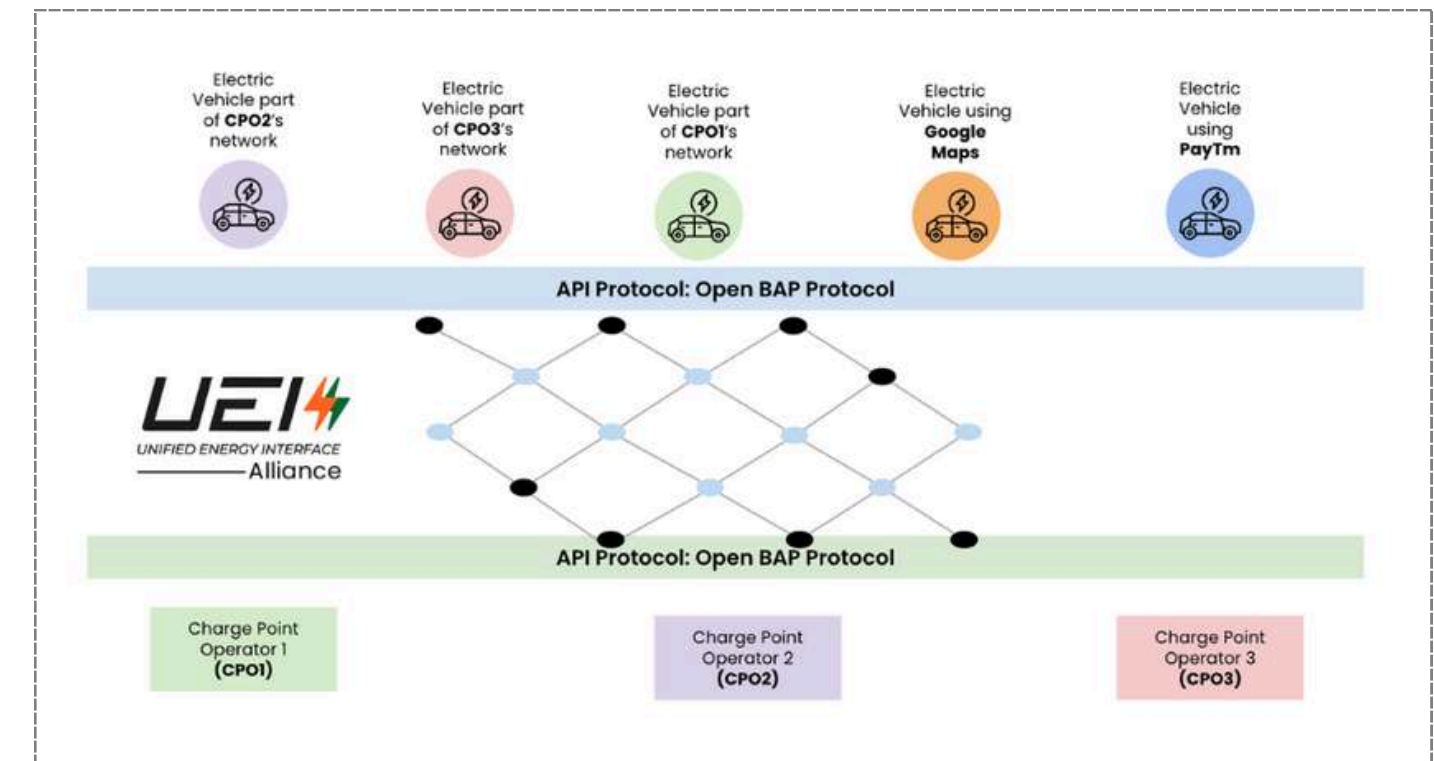 Electric
Vehicle part
of CPO2's
network
Electric
Vehicle part
of CPO3's
network
Electric
Vehicle part
of CPO1's
network
Electric
Vehicle using
Google
Maps
Electric
Vehicle
using
PayTm
API Protocol: Open BAP Protocol
UEI
UNIFIED ENERGY INTERFACE
Alliance
API Protocol: Open BAP Protocol
Charge Point
Operator 1
(CPO1)
Charge Point
Operator 2
(CPO2)
Charge Point
Operator 3
(CPO3)